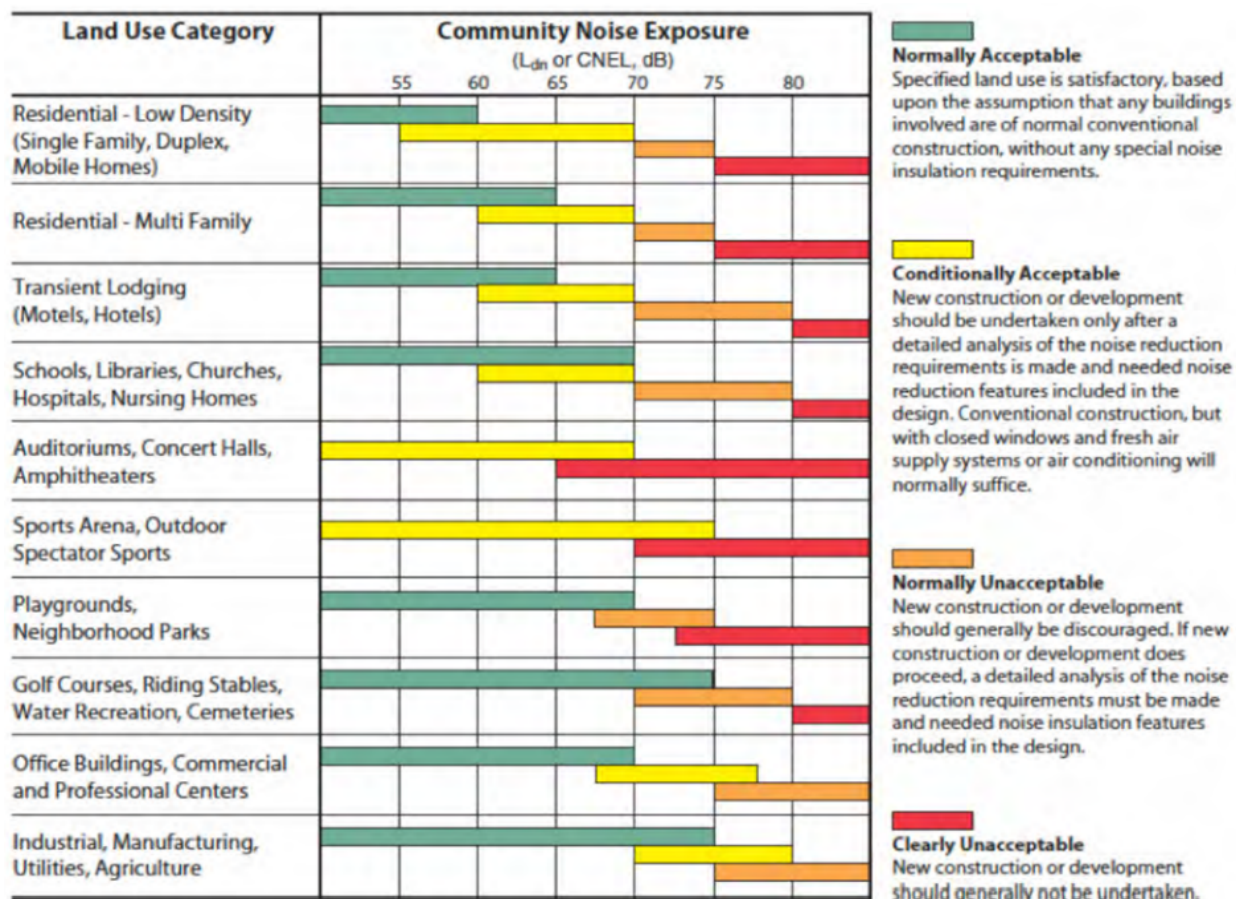 Land Use Category
Community Noise Exposure
(Ldn or CNEL, dB)
55 60 65 70 75 80
Residential - Low Density
(Single Family, Duplex,
Mobile Homes)
Residential - Multi Family
Transient Lodging
(Motels, Hotels)
Schools, Libraries, Churches,
Hospitals, Nursing Homes
Auditoriums, Concert Halls,
Amphitheaters
Sports Arena, Outdoor
Spectator Sports
Playgrounds,
Neighborhood Parks
Golf Courses, Riding Stables,
Water Recreation, Cemeteries
Office Buildings, Commercial
and Professional Centers
Industrial, Manufacturing,
Utilities, Agriculture
Normally Acceptable
Specified land use is satisfactory, based
upon the assumption that any buildings
involved are of normal conventional
construction, without any special noise
insulation requirements.
Conditionally Acceptable
New construction or development
should be undertaken only after a
detailed analysis of the noise reduction
requirements is made and needed noise
reduction features included in the
design. Conventional construction, but
with closed windows and fresh air
supply systems or air conditioning will
normally suffice.
Normally Unacceptable
New construction or development
should generally be discouraged. If new
construction or development does
proceed, a detailed analysis of the noise
reduction requirements must be made
and needed noise insulation features
included in the design.
Clearly Unacceptable
New construction or development
should generally not be undertaken.